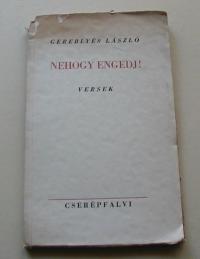 GEREBLYÉS LÁSZLÓ
NEHOGY ENGEDJ!
VERSEK
CSERÉPFALVI